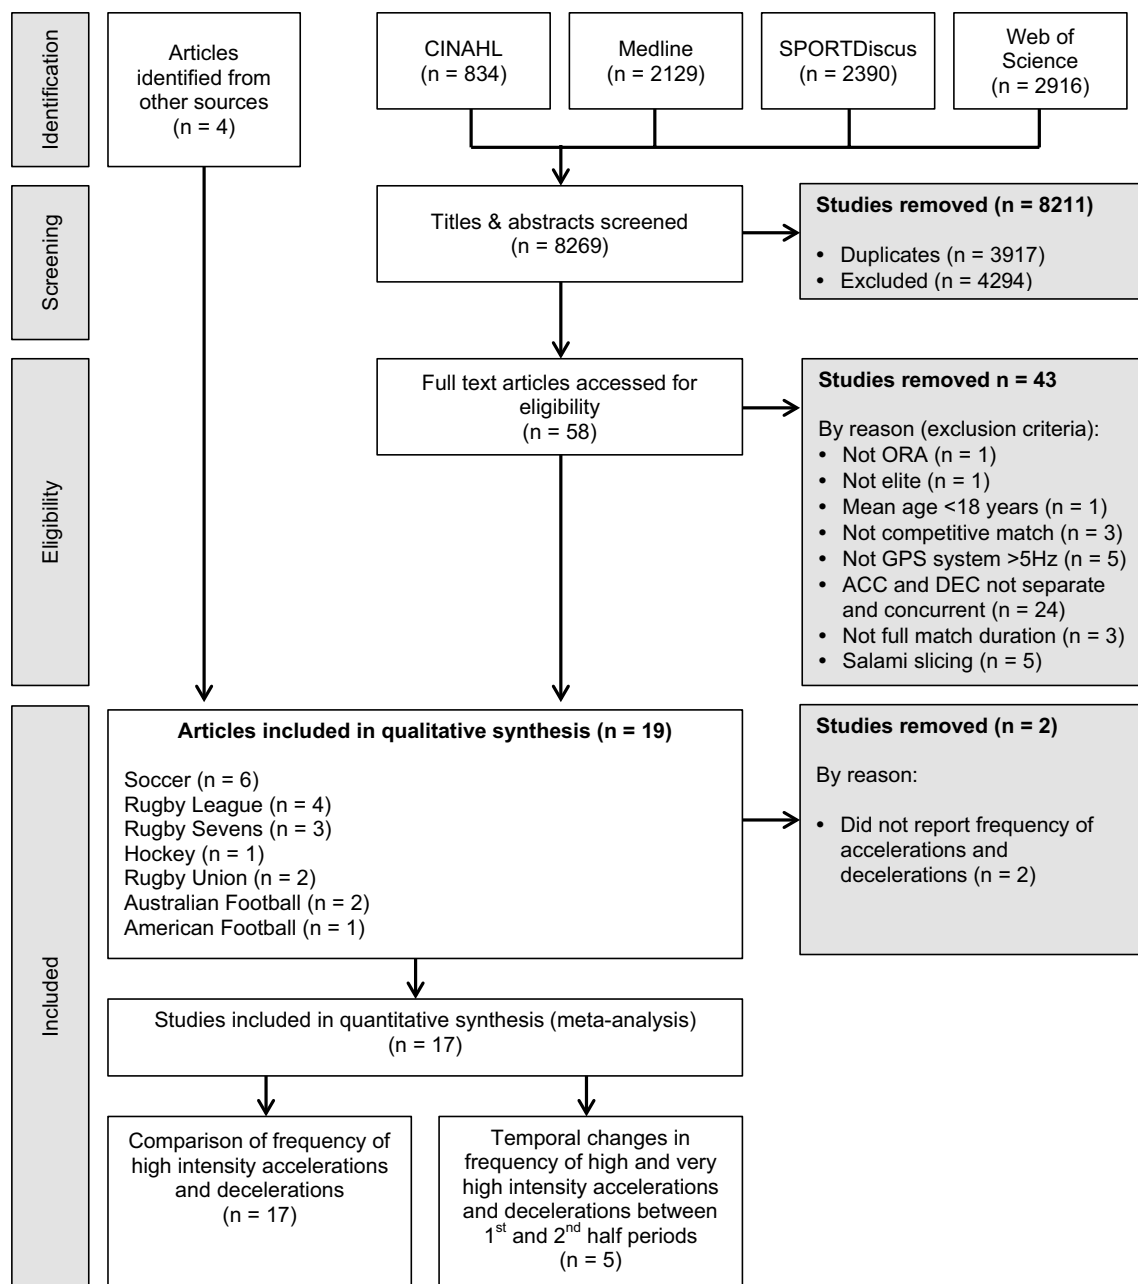 Identification
Articles
identified from
other sources
(n = 4)
CINAHL
(n = 834)
Medline
(n = 2129)
SPORTDiscus
(n = 2390)
Web of
Science
(n = 2916)
Screening
Titles & abstracts screened
(n = 8269)
Studies removed (n = 8211)
• Duplicates (n = 3917)
• Excluded (n = 4294)
Eligibility
Full text articles accessed for
eligibility
(n = 58)
Studies removed n = 43
By reason (exclusion criteria):
• Not ORA (n = 1)
• Not elite (n = 1)
• Mean age <18 years (n = 1)
• Not competitive match (n = 3)
• Not GPS system >5Hz (n = 5)
• ACC and DEC not separate
and concurrent (n = 24)
• Not full match duration (n = 3)
• Salami slicing (n = 5)
Included
Articles included in qualitative synthesis (n = 19)
Soccer (n = 6)
Rugby League (n = 4)
Rugby Sevens (n = 3)
Hockey (n = 1)
Rugby Union (n = 2)
Australian Football (n = 2)
American Football (n = 1)
Studies removed (n = 2)
By reason:
• Did not report frequency of
accelerations and
decelerations (n = 2)
Studies included in quantitative synthesis (meta-analysis)
(n = 17)
Comparison of frequency of
high intensity accelerations
and decelerations
(n = 17)
Temporal changes in
frequency of high and very
high intensity accelerations
and decelerations between
1st and 2nd half periods
(n = 5)